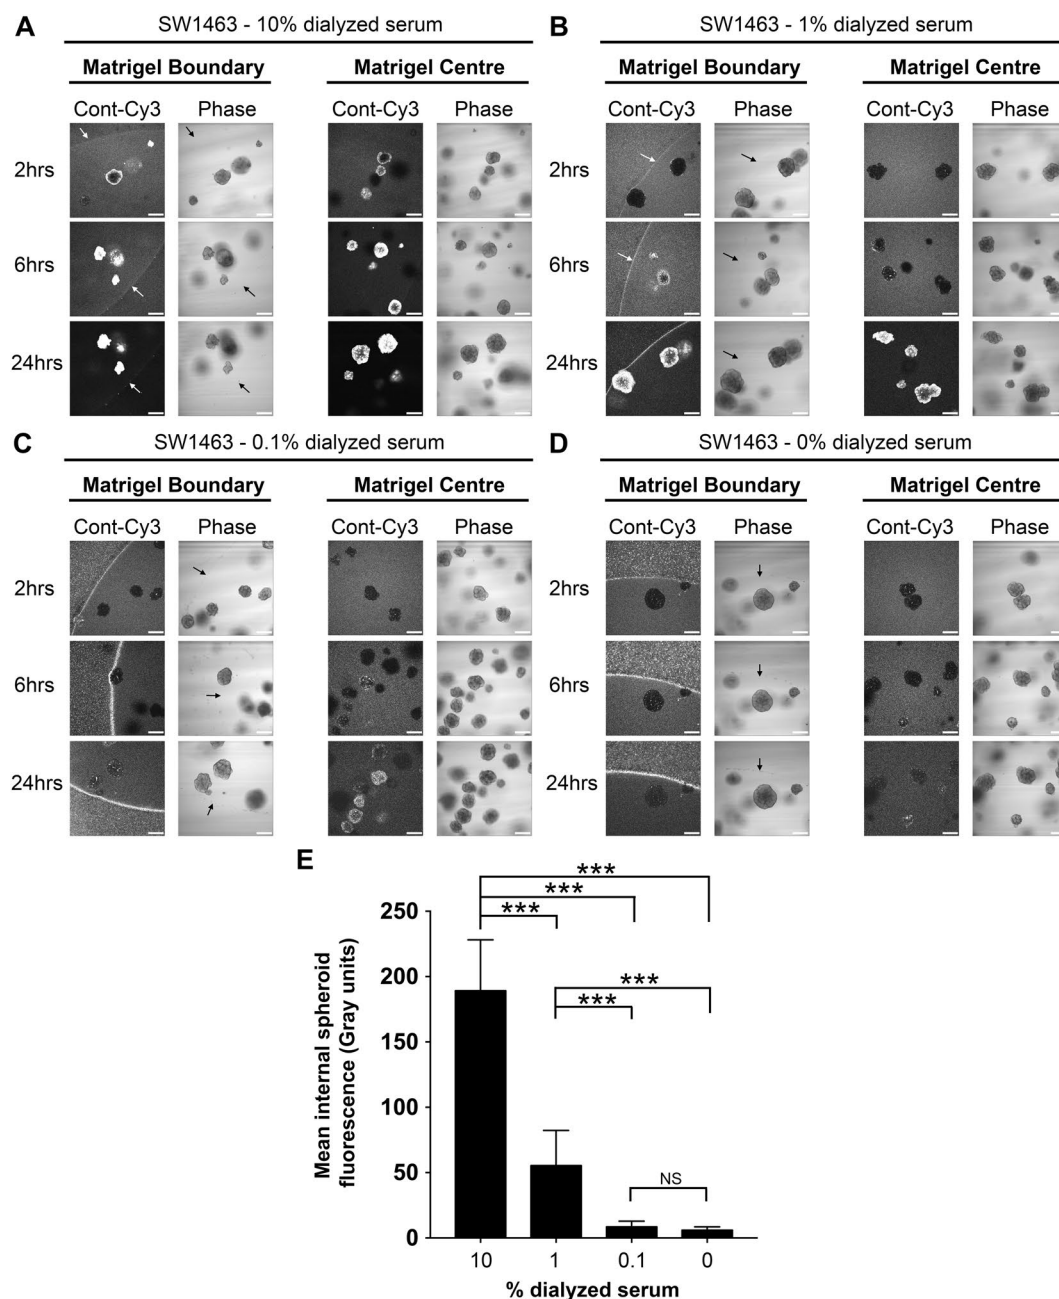 A
SW1463 - 10% dialyzed serum
Matrigel Boundary
Matrigel Centre
Cont-Cy3
Phase
Cont-Cy3
Phase
2hrs
6hrs
24hrs
B
SW1463 - 1% dialyzed serum
Matrigel Boundary
Matrigel Centre
Cont-Cy3
Phase
Cont-Cy3
Phase
2hrs
6hrs
24hrs
C
SW1463 - 0.1% dialyzed serum
Matrigel Boundary
Matrigel Centre
Cont-Cy3
Phase
Cont-Cy3
Phase
2hrs
6hrs
24hrs
D
SW1463 - 0% dialyzed serum
Matrigel Boundary
Matrigel Centre
Cont-Cy3
Phase
Cont-Cy3
Phase
2hrs
6hrs
24hrs
E
Mean internal spheroid
fluorescence (Gray units)
250
200
150
100
50
0
***
***
***
***
***
NS
10
1
0.1
0
% dialyzed serum